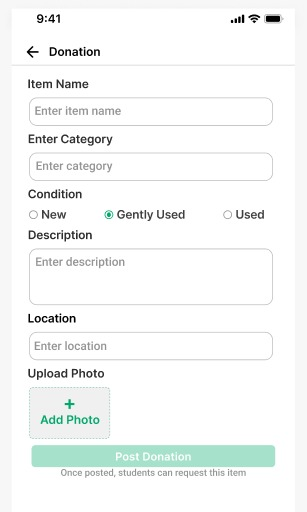 9:41
Donation
Item Name
Enter item name
Enter Category
Enter category
Condition
New Gently Used Used
Description
Enter description
Location
Enter location
Upload Photo
+
Add Photo
Post Donation
Once posted, students can request this item